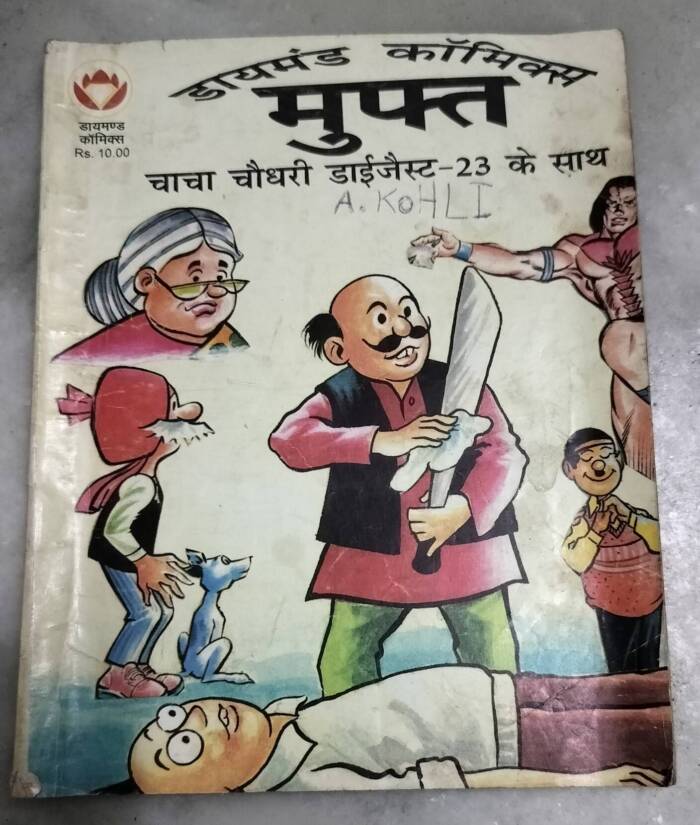 डायमंड कॉमिक्स
मुफ्त
डायमण्ड
कॉमिक्स
Rs. 10.00
चाचा चौधरी डाईजैस्ट-23 के साथ
A. KOHLI